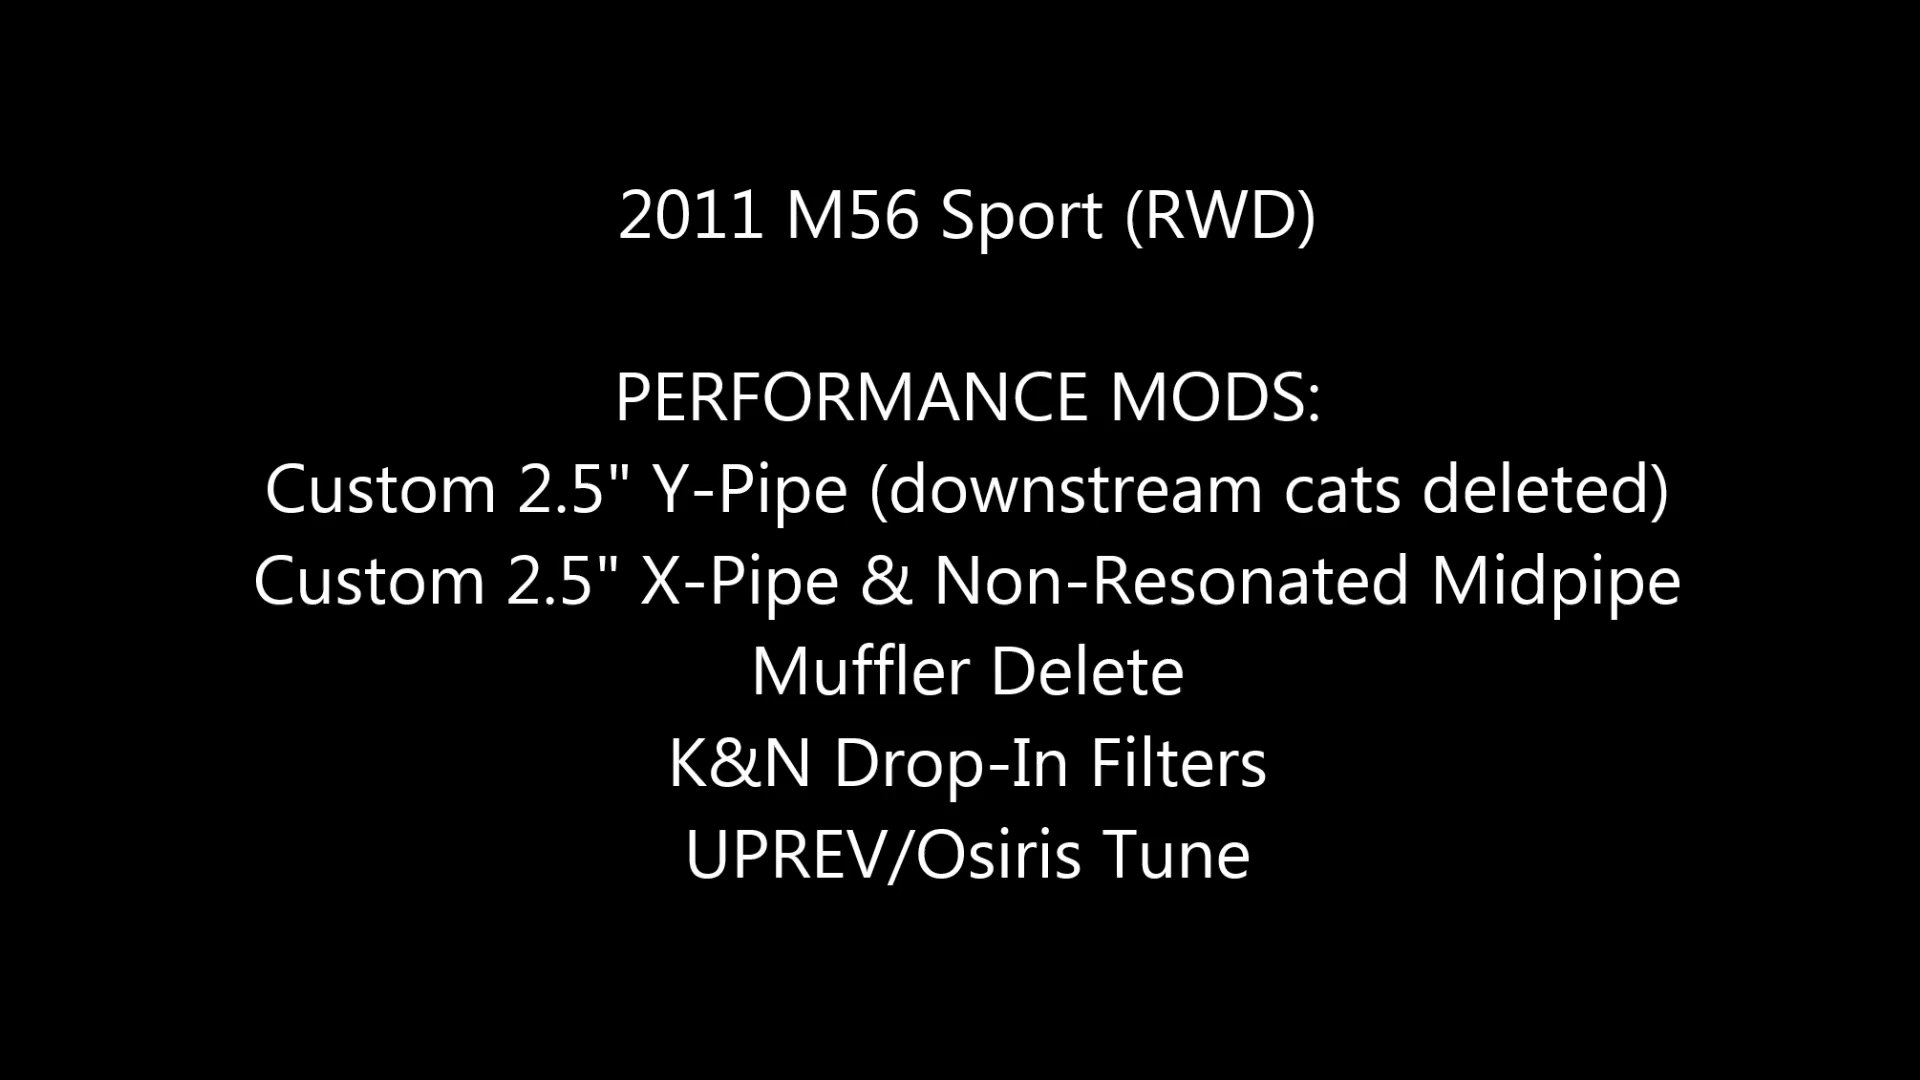 2011 M56 Sport (RWD)
PERFORMANCE MODS:
Custom 2.5" Y-Pipe (downstream cats deleted)
Custom 2.5" X-Pipe & Non-Resonated Midpipe
Muffler Delete
K&N Drop-In Filters
UPREV/Osiris Tune